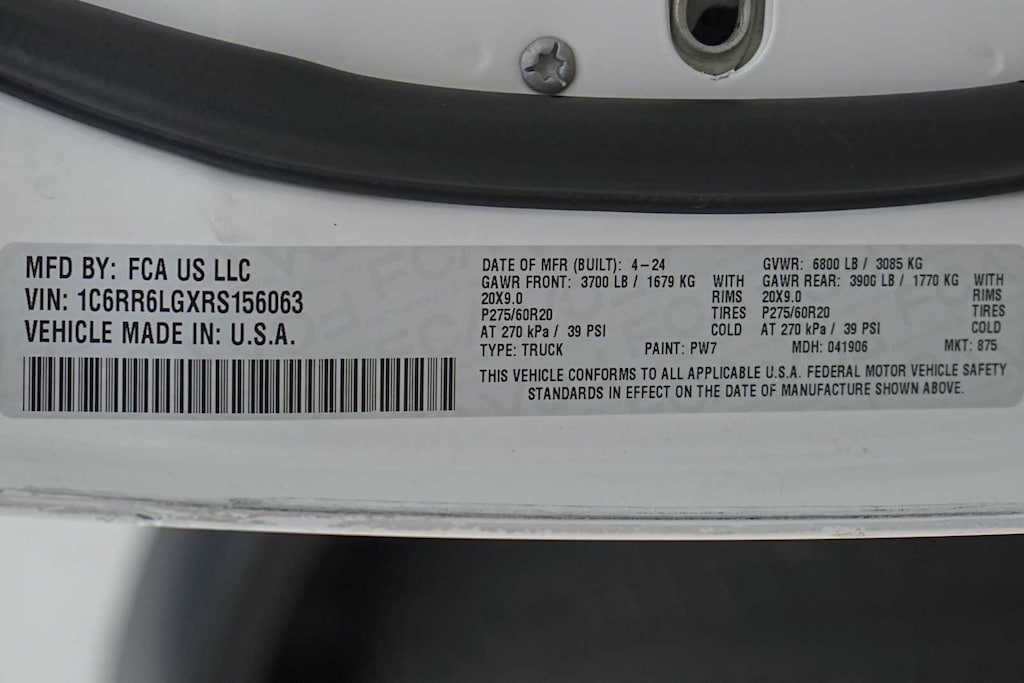 MFD BY: FCA US LLC
VIN: 1C6RR6LGXRS156063
VEHICLE MADE IN: U.S.A.
DATE OF MFR (BUILT): 4-24 GVWR: 6800 LB / 3085 KG
GAWR FRONT: 3700 LB / 1679 KG WITH GAWR REAR: 3900 LB / 1770 KG WITH
20X9.0 RIMS 20X9.0 RIMS
P275/60R20 TIRES P275/60R20 TIRES
AT 270 kPa / 39 PSI COLD AT 270 kPa / 39 PSI COLD
TYPE: TRUCK PAINT: PW7 MDH: 041906 MKT: 875
THIS VEHICLE CONFORMS TO ALL APPLICABLE U.S.A. FEDERAL MOTOR VEHICLE SAFETY
STANDARDS IN EFFECT ON THE DATE OF MANUFACTURE SHOWN ABOVE.